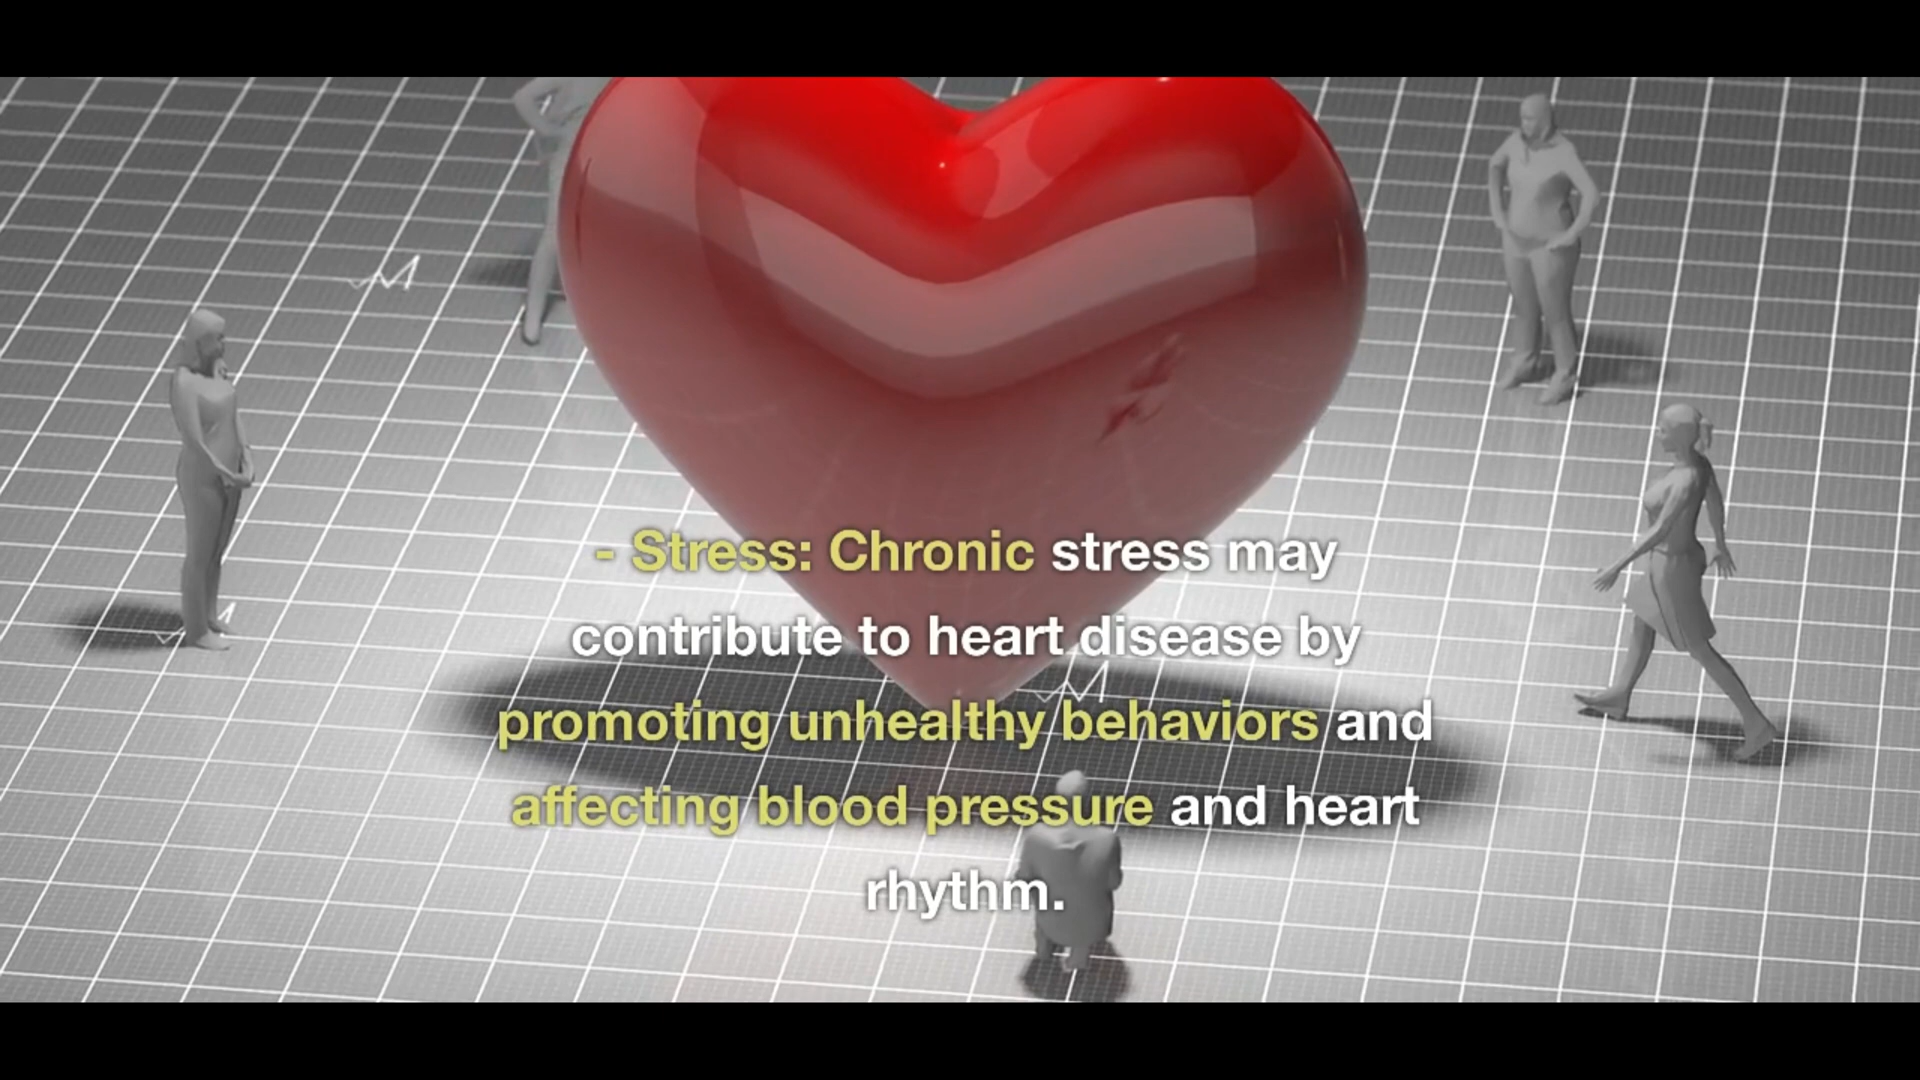 - Stress: Chronic stress may
contribute to heart disease by
promoting unhealthy behaviors and
affecting blood pressure and heart
rhythm.